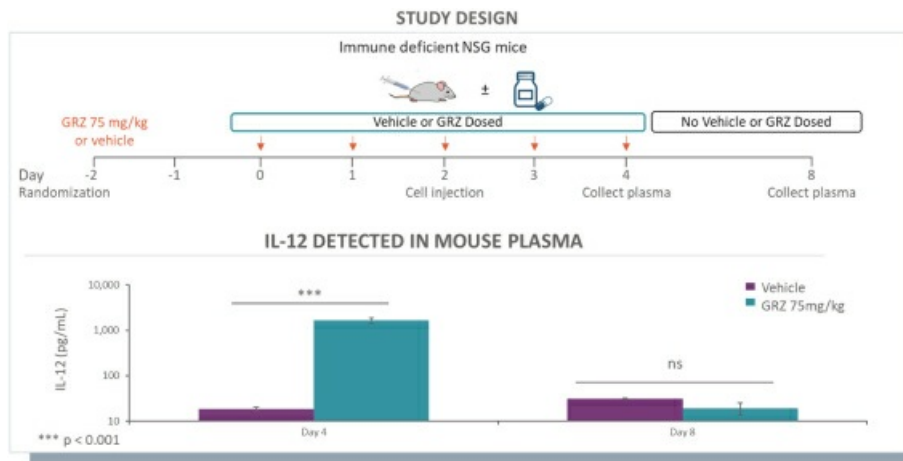 STUDY DESIGN
Immune deficient NSG mice
±
GRZ 75 mg/kg
or vehicle
Vehicle or GRZ Dosed
No Vehicle or GRZ Dosed
Day -2 -1 0 1 2 3 4 8
Randomization Cell injection Collect plasma Collect plasma
IL-12 DETECTED IN MOUSE PLASMA
IL-12 (pg/mL)
10,000
1,000
100
10
***
ns
Vehicle
GRZ 75mg/kg
Day 4 Day 8
*** p < 0.001